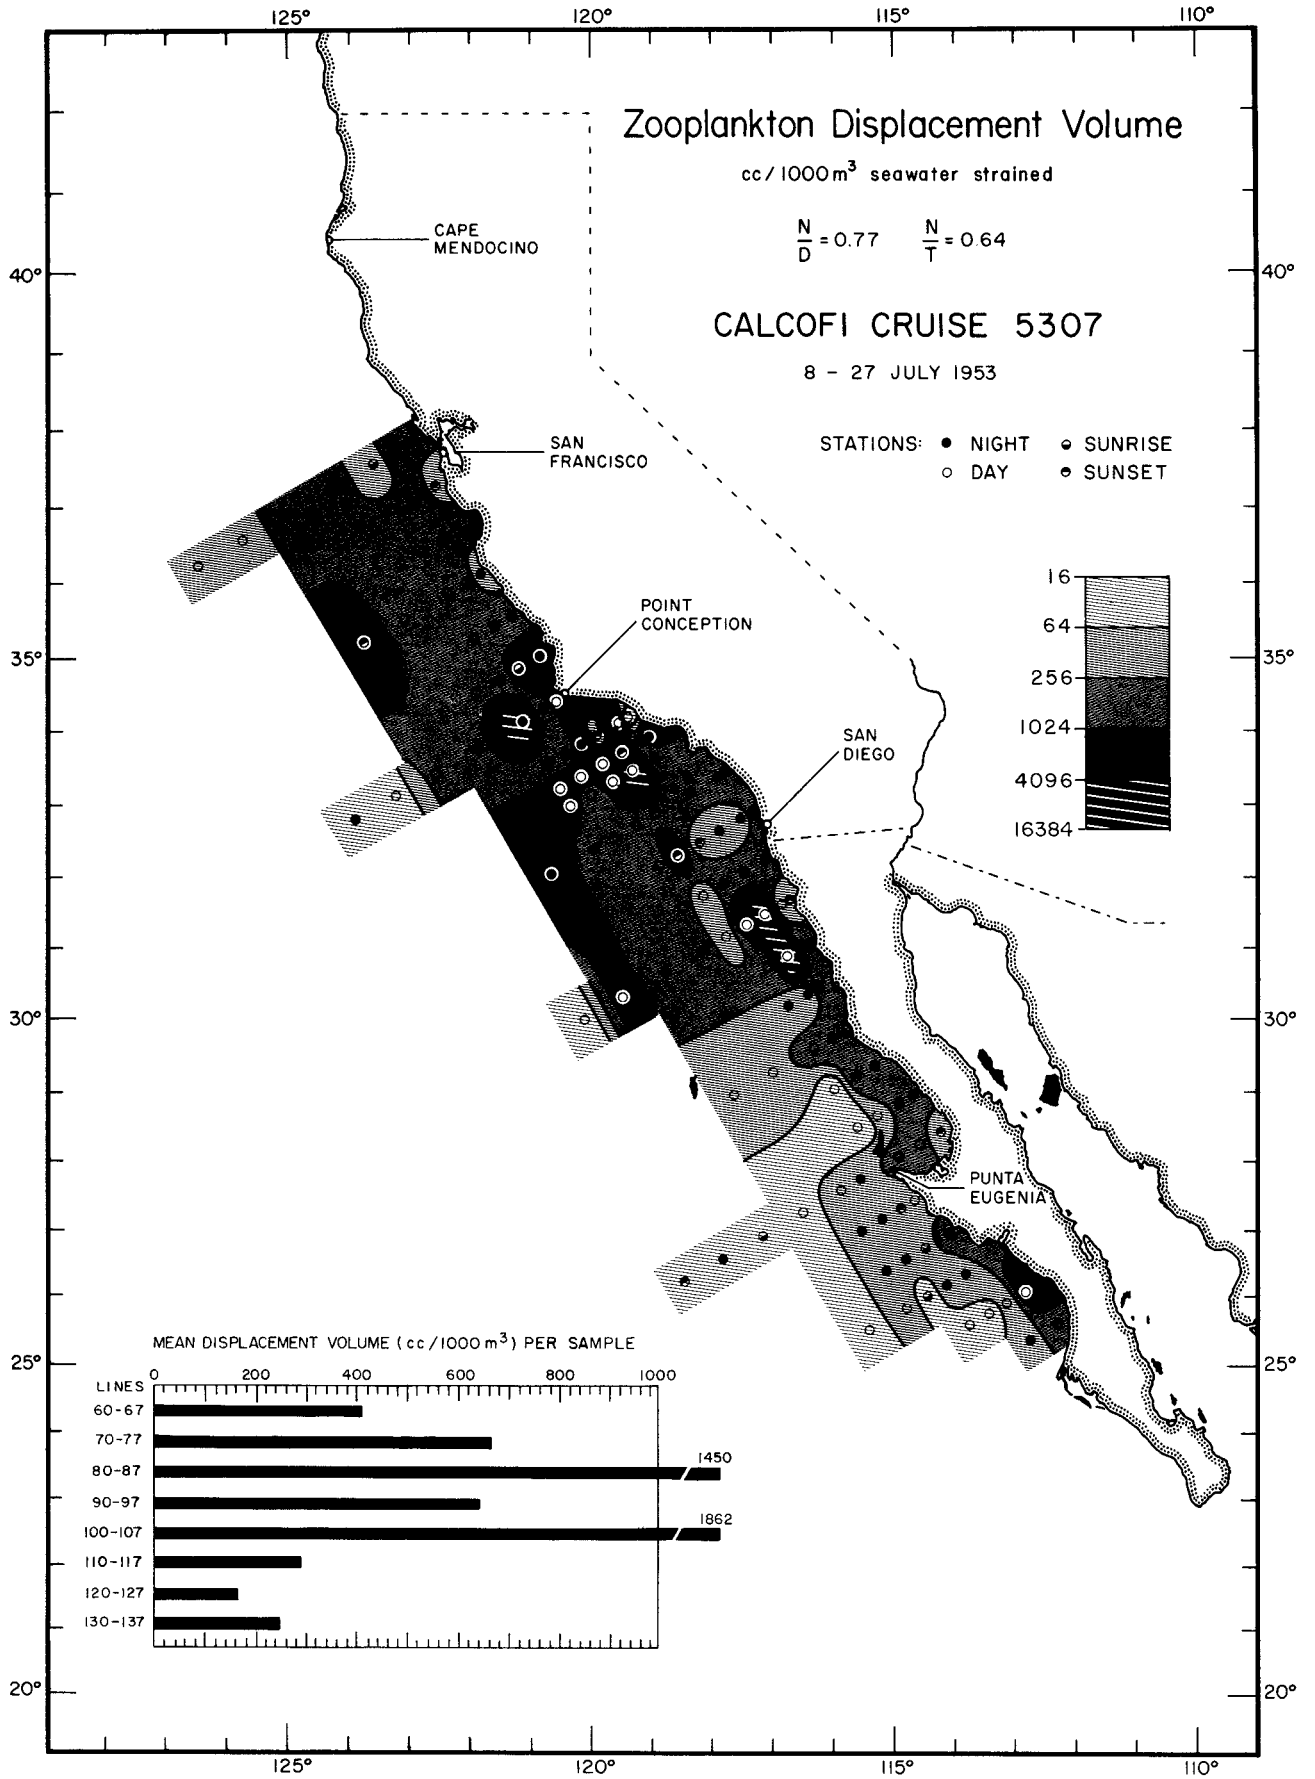 125° 120° 115° 110°
Zooplankton Displacement Volume
cc/1000m³ seawater strained
N/D = 0.77 N/T = 0.64
CAPE
MENDOCINO
40° 40°
CALCOFI CRUISE 5307
8 – 27 JULY 1953
STATIONS: ● NIGHT SUNRISE
○ DAY SUNSET
SAN
FRANCISCO
16
64
256
1024
4096
16384
POINT
CONCEPTION
35° 35°
SAN
DIEGO
30° 30°
PUNTA
EUGENIA
MEAN DISPLACEMENT VOLUME (cc/1000m³) PER SAMPLE
25° 25°
LINES 0 200 400 600 800 1000
60-67
70-77
80-87 1450
90-97
100-107 1862
110-117
120-127
130-137
20° 20°
125° 120° 115° 110°